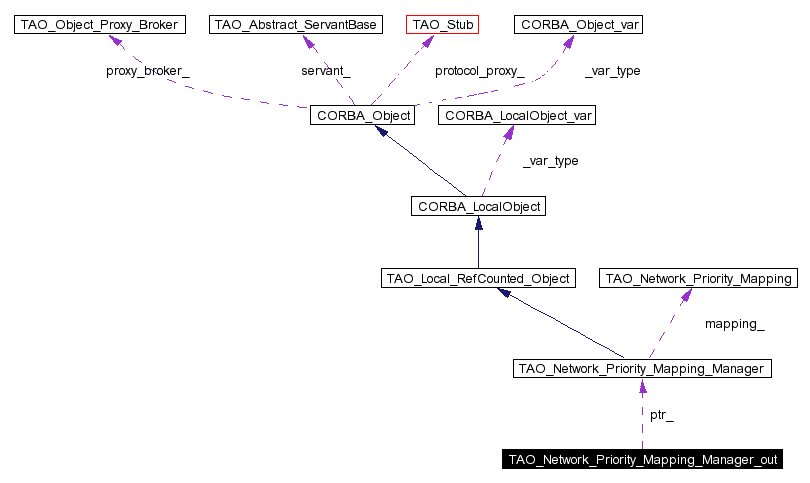 TAO_Object_Proxy_Broker
TAO_Abstract_ServantBase
TAO_Stub
CORBA_Object_var
proxy_broker_
servant_
protocol_proxy_
_var_type
CORBA_Object
CORBA_LocalObject_var
_var_type
CORBA_LocalObject
TAO_Local_RefCounted_Object
TAO_Network_Priority_Mapping
mapping_
TAO_Network_Priority_Mapping_Manager
ptr_
TAO_Network_Priority_Mapping_Manager_out